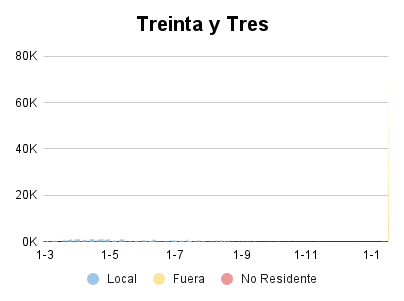 Treinta y Tres
80K
60K
40K
20K
0K
1-3 1-5 1-7 1-9 1-11 1-1
Local Fuera No Residente